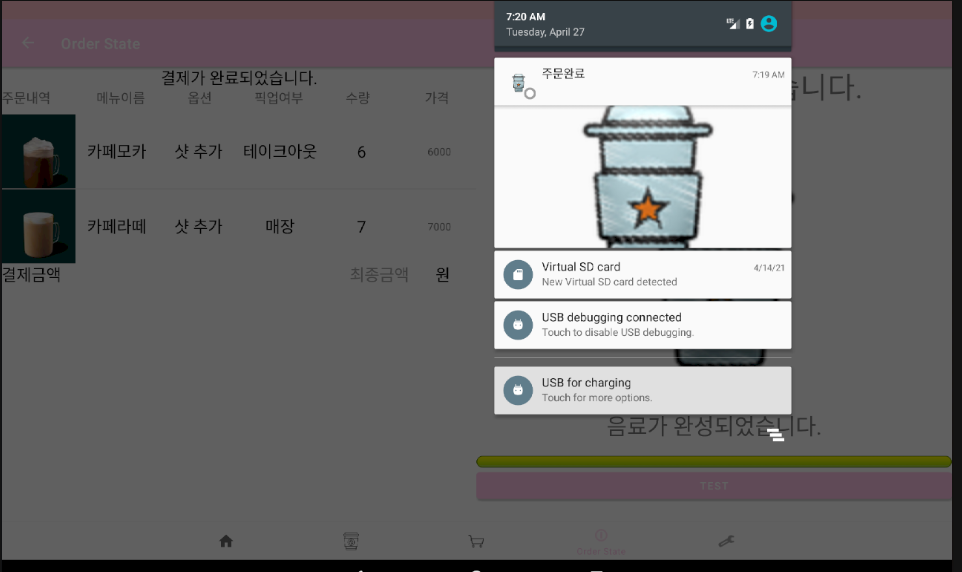 7:20 AM
Tuesday, April 27
LTE
Order State
주문완료
7:19 AM
결제가 완료되었습니다.
습니다.
주문내역 메뉴이름 옵션 픽업여부 수량 가격
카페모카 샷 추가 테이크아웃 6 6000
카페라떼 샷 추가 매장 7 7000
결제금액 최종금액 원
Virtual SD card
4/14/21
New Virtual SD card detected
USB debugging connected
Touch to disable USB debugging.
USB for charging
Touch for more options.
음료가 완성되었습니다.
TEST
Order State